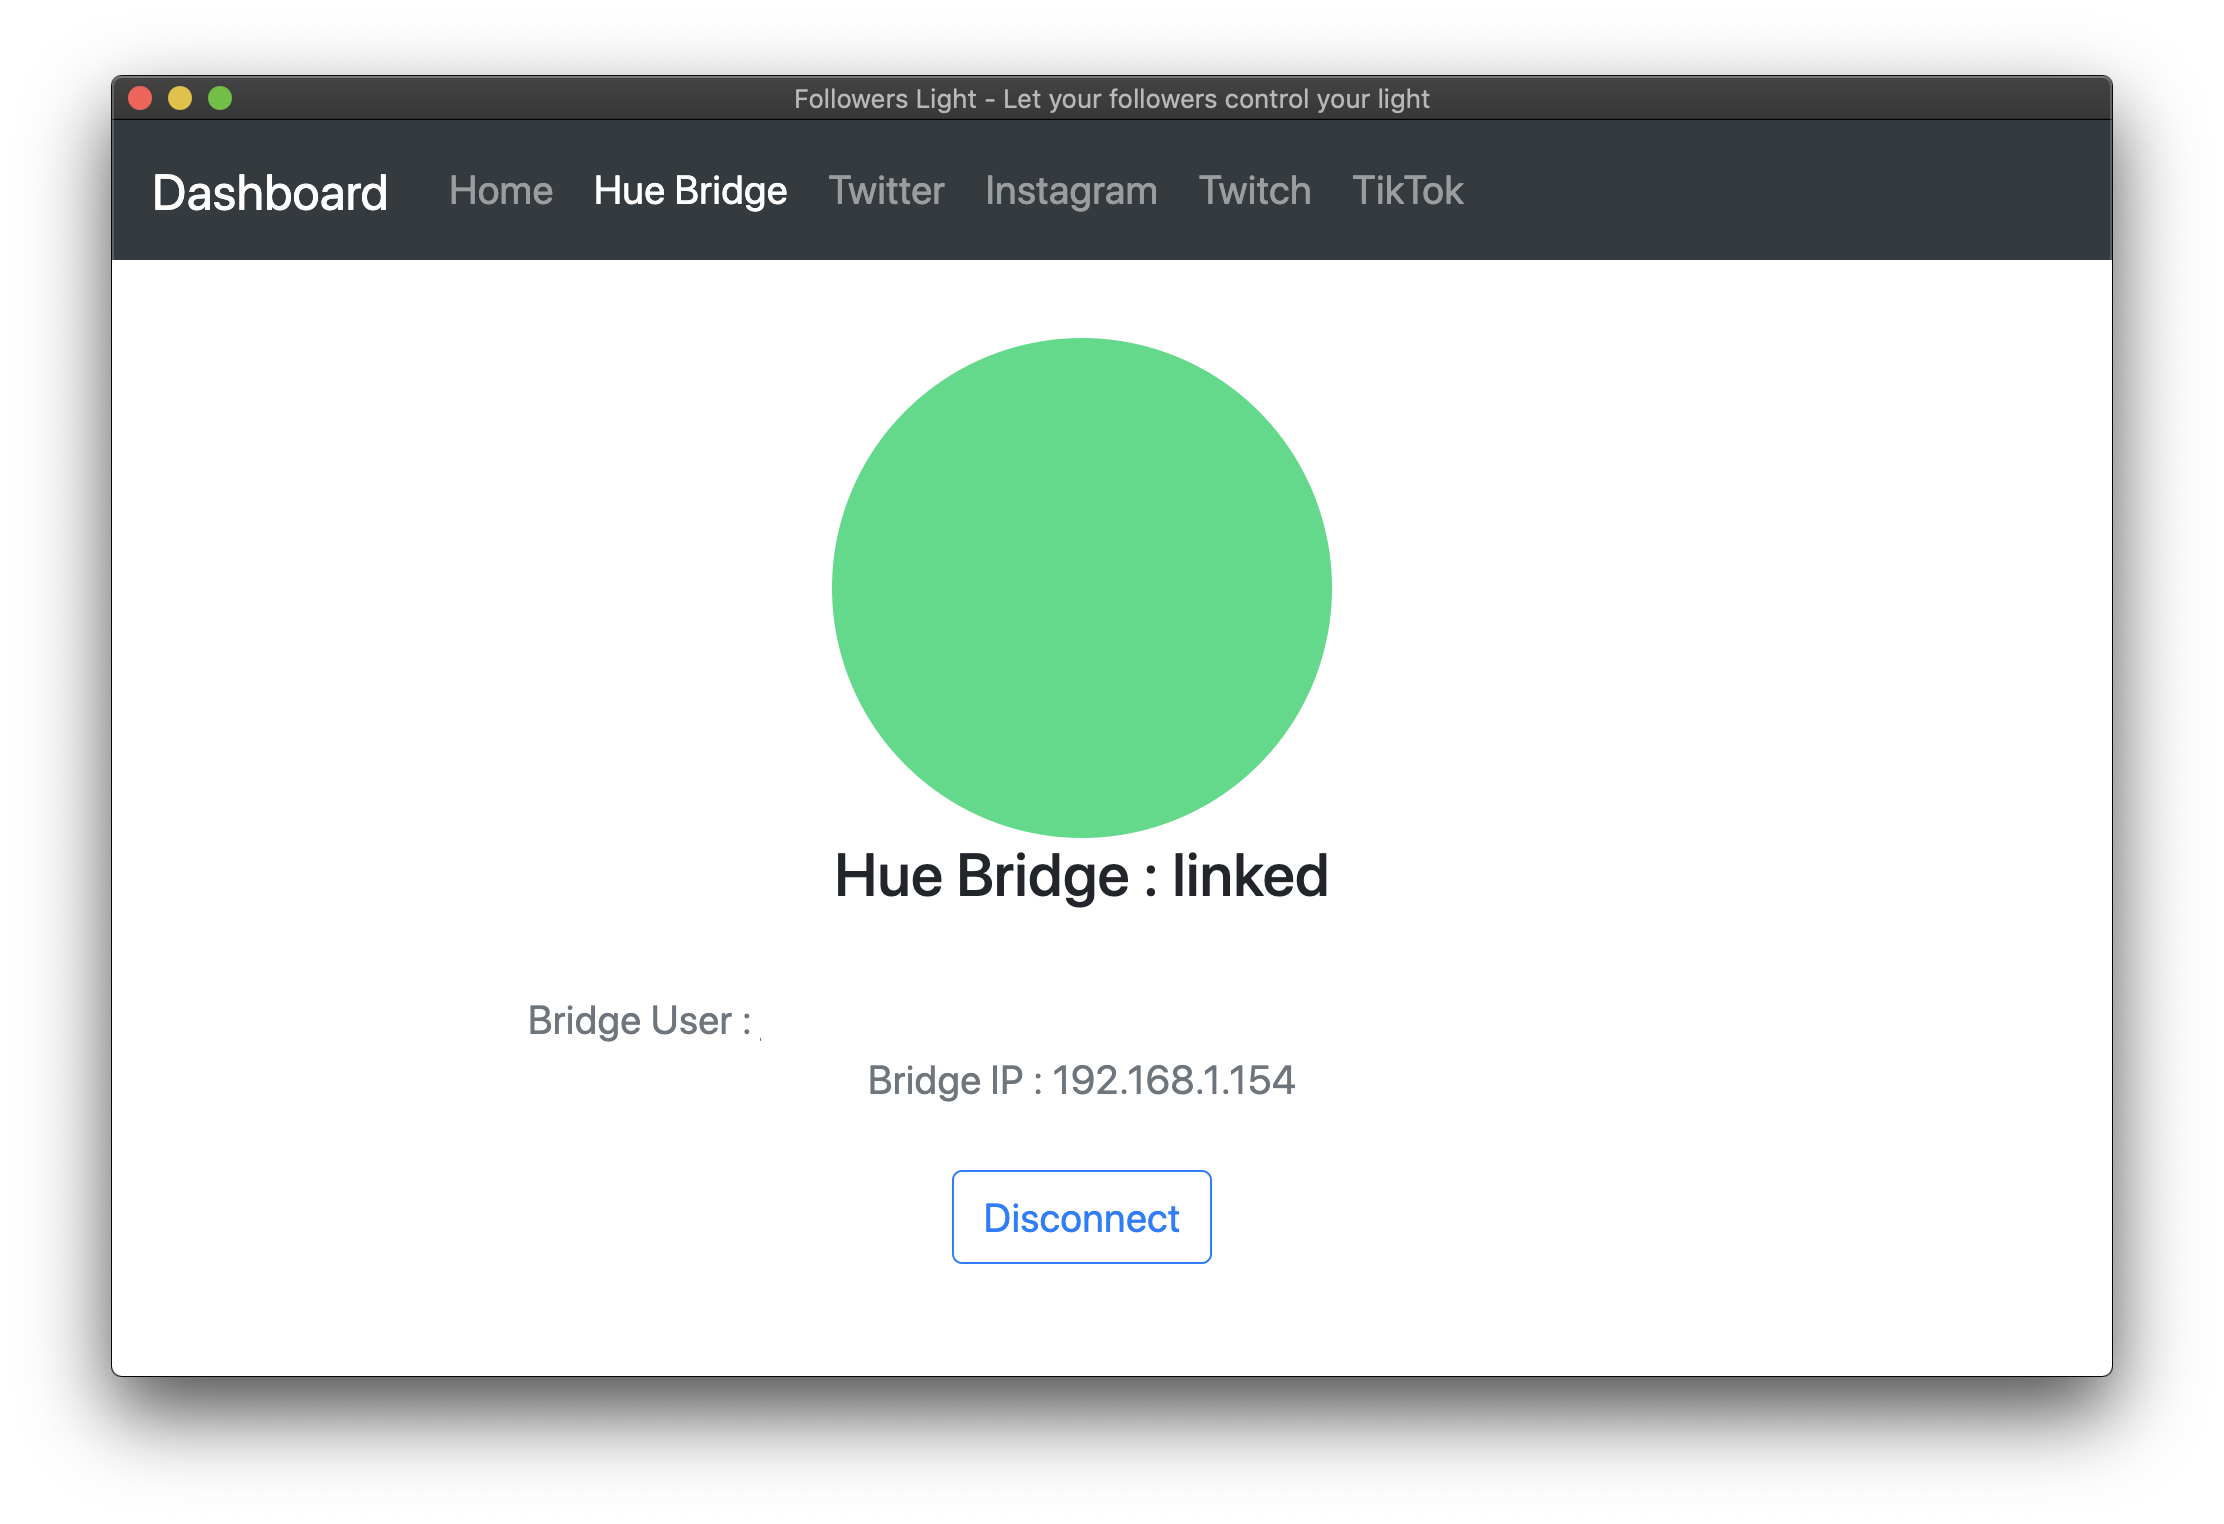 Followers Light - Let your followers control your light
Dashboard Home Hue Bridge Twitter Instagram Twitch TikTok
Hue Bridge : linked
Bridge User :
Bridge IP : 192.168.1.154
Disconnect